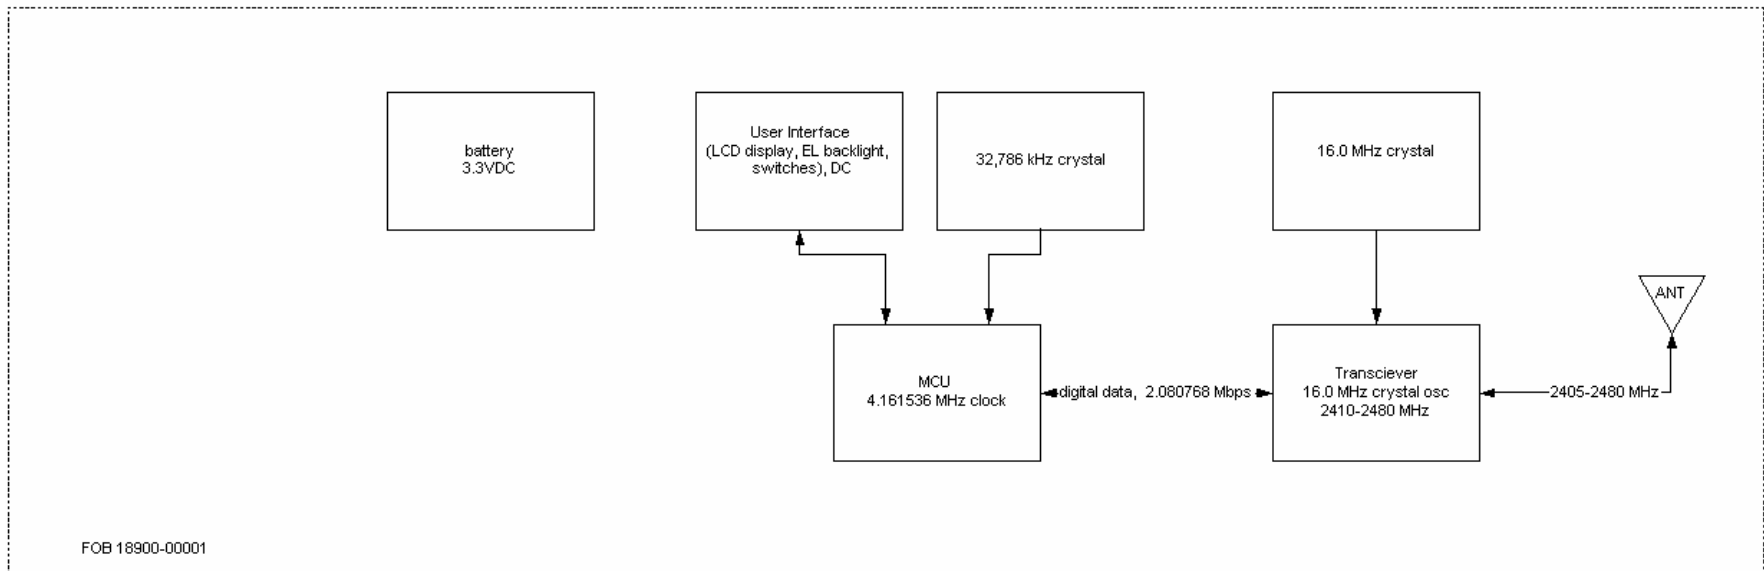 battery
3.3VDC
User Interface
(LCD display, EL backlight,
switches), DC
32,786 kHz crystal
16.0 MHz crystal
ANT
MCU
4.161536 MHz clock
digital data, 2.080768 Mbps
Transciever
16.0 MHz crystal osc
2410-2480 MHz
2405-2480 MHz
FOB 18900-00001